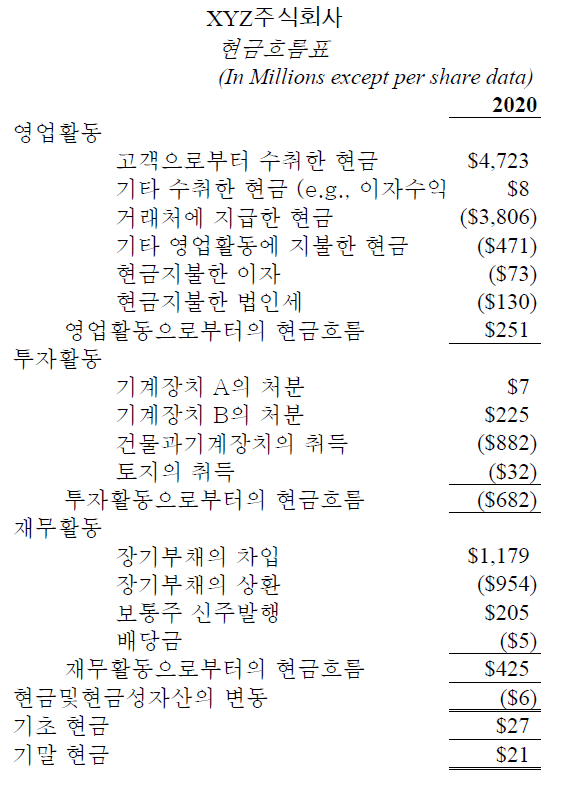 XYZ주식회사
현금흐름표
(In Millions except per share data)
2020
영업활동
고객으로부터 수취한 현금 $4,723
기타 수취한 현금 (e.g., 이자수익 $8
거래처에 지급한 현금 ($3,806)
기타 영업활동에 지불한 현금 ($471)
현금지불한 이자 ($73)
현금지불한 법인세 ($130)
영업활동으로부터의 현금흐름 $251
투자활동
기계장치 A의 처분 $7
기계장치 B의 처분 $225
건물과기계장치의 취득 ($882)
토지의 취득 ($32)
투자활동으로부터의 현금흐름 ($682)
재무활동
장기부채의 차입 $1,179
장기부채의 상환 ($954)
보통주 신주발행 $205
배당금 ($5)
재무활동으로부터의 현금흐름 $425
현금및현금성자산의 변동 ($6)
기초 현금 $27
기말 현금 $21